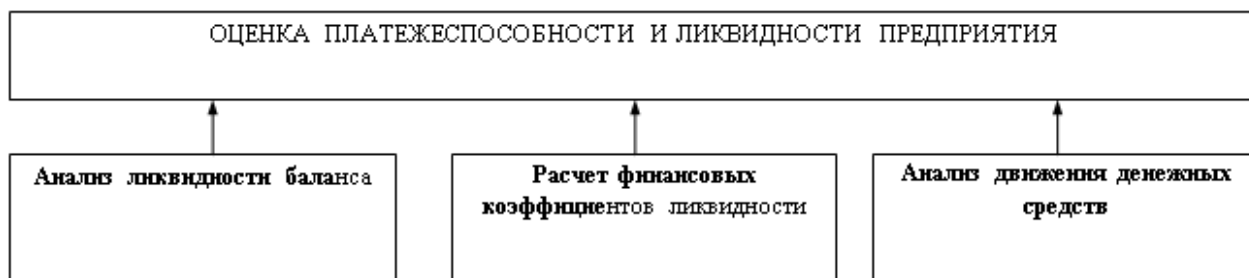 ОЦЕНКА ПЛАТЕЖЕСПОСОБНОСТИ И ЛИКВИДНОСТИ ПРЕДПРИЯТИЯ
Анализ ликвидности баланса
Расчет финансовых
коэффициентов ликвидности
Анализ движения денежных
средств